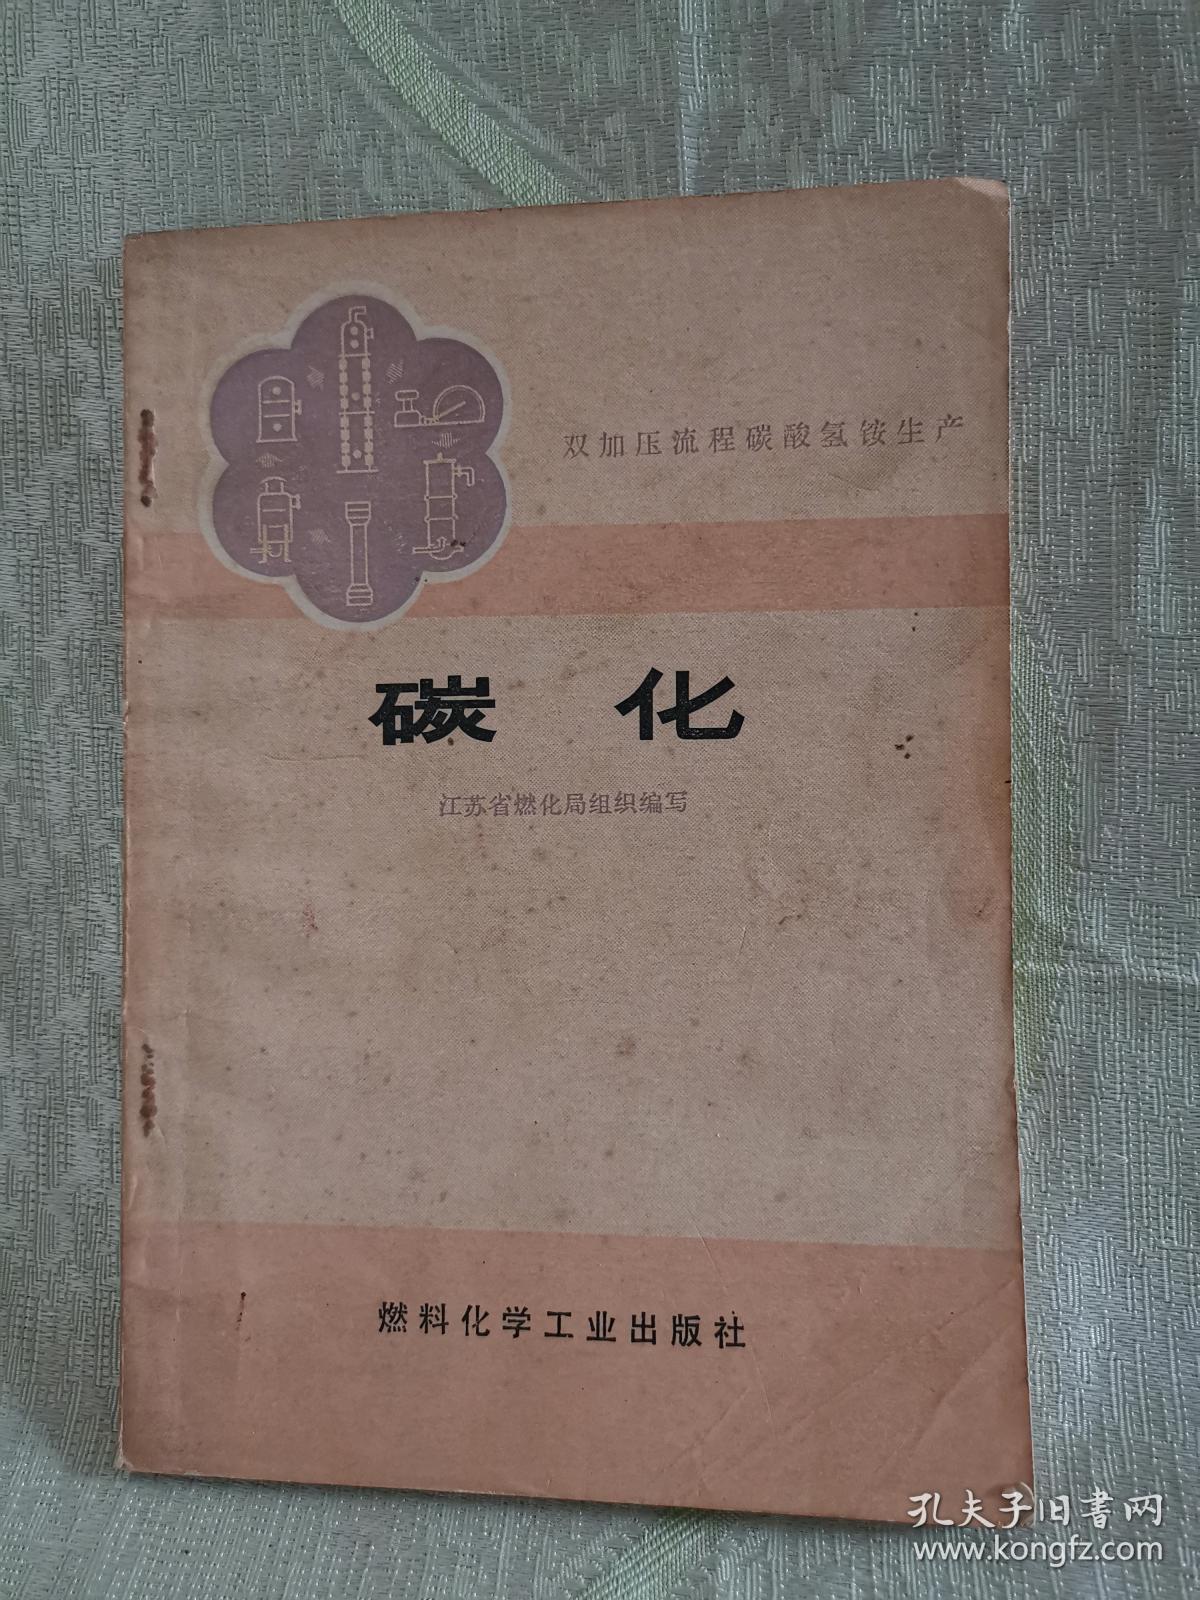 双加压流程碳酸氢铵生产
碳化
江苏省燃化局组织编写
燃料化学工业出版社
孔夫子旧书网
www.kongfz.com